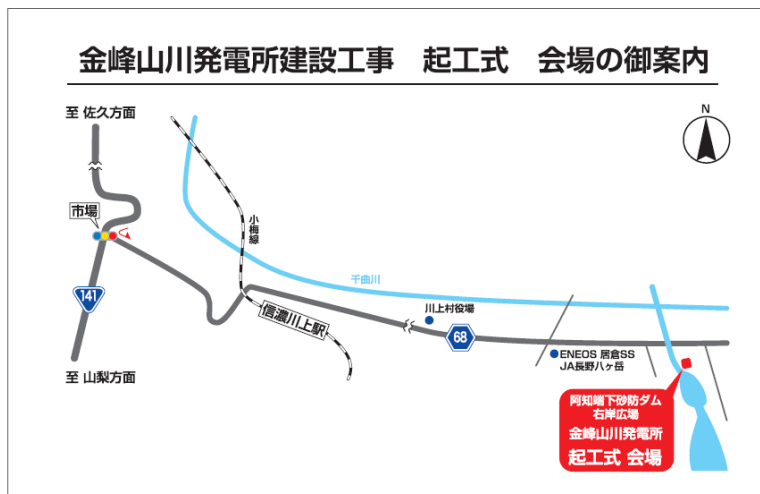 金峰山川発電所建設工事　起工式　会場の御案内
至 佐久方面
N
市場
小梅線
141
千曲川
川上村役場
信濃川上駅
68
ENEOS 居倉SS
JA長野八ヶ岳
至 山梨方面
阿知端下砂防ダム
右岸広場
金峰山川発電所
起工式 会場